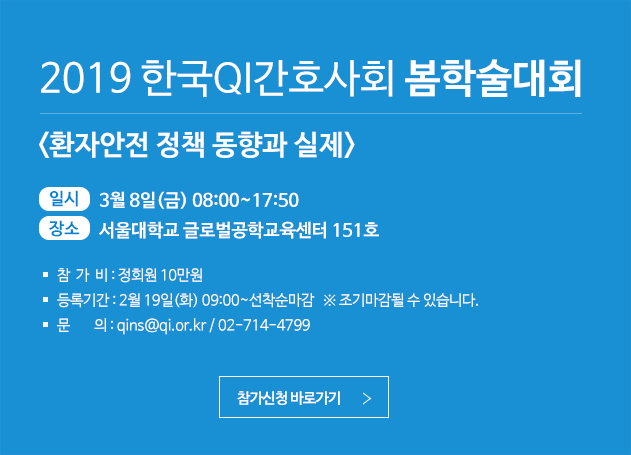 2019 한국QI간호사회 봄학술대회
<환자안전 정책 동향과 실제>
일시 3월 8일(금) 08:00~17:50
장소 서울대학교 글로벌공학교육센터 151호
▪ 참 가 비 : 정회원 10만원
▪ 등록기간 : 2월 19일(화) 09:00~선착순마감 ※ 조기마감될 수 있습니다.
▪ 문 의 : qins@qi.or.kr / 02-714-4799
참가신청 바로가기 >